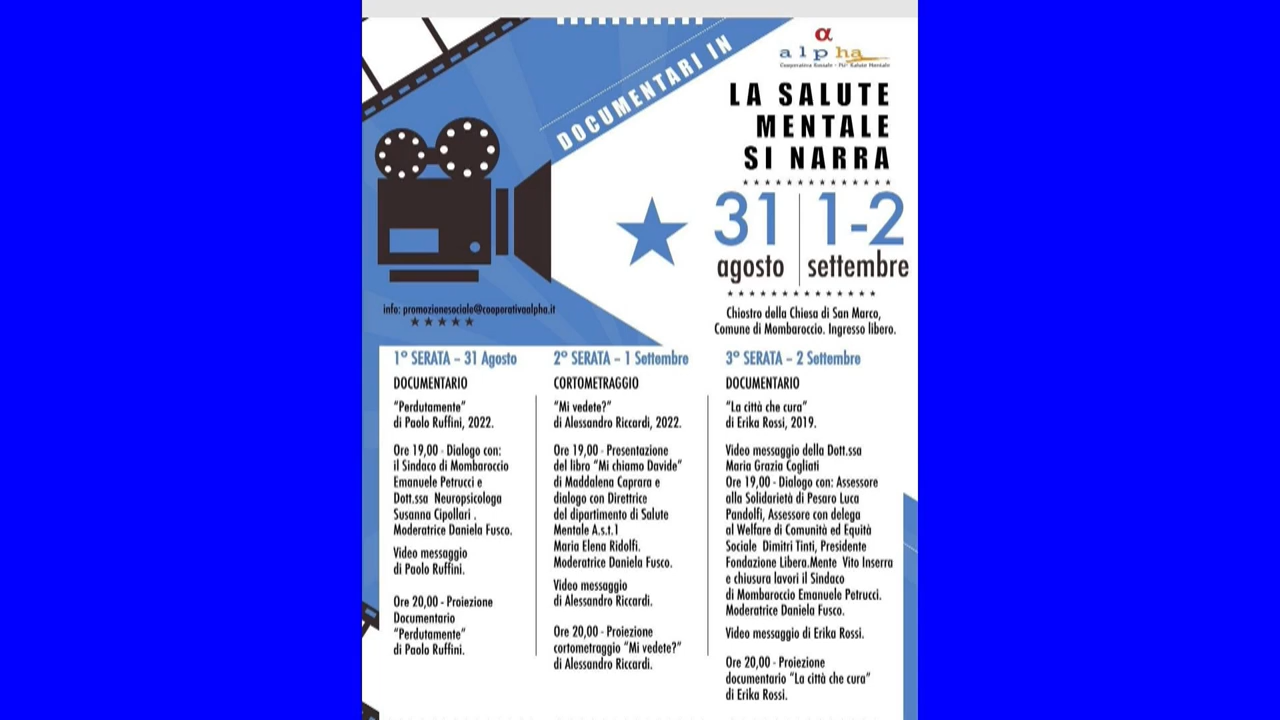 DOCUMENTARI IN
α
alpha
Cooperativa Sociale - Piu' Salute Mentale
LA SALUTE
MENTALE
SI NARRA
31
agosto
1-2
settembre
info: promozionesociale@cooperativaalpha.it
Chiostro della Chiesa di San Marco,
Comune di Mombaroccio. Ingresso libero.
1º SERATA – 31 Agosto
DOCUMENTARIO
“Perdutamente”
di Paolo Ruffini, 2022.
Ore 19,00 - Dialogo con:
il Sindaco di Mombaroccio
Emanuele Petrucci e
Dott.ssa Neuropsicologa
Susanna Cipollari .
Moderatrice Daniela Fusco.
Video messaggio
di Paolo Ruffini.
Ore 20,00 - Proiezione
Documentario
“Perdutamente”
di Paolo Ruffini.
2º SERATA – 1 Settembre
CORTOMETRAGGIO
“Mi vedete?”
di Alessandro Riccardi, 2022.
Ore 19,00 - Presentazione
del libro “Mi chiamo Davide”
di Maddalena Caprara e
dialogo con Direttrice
del dipartimento di Salute
Mentale A.s.t.1
Maria Elena Ridolfi.
Moderatrice Daniela Fusco.
Video messaggio
di Alessandro Riccardi.
Ore 20,00 - Proiezione
cortometraggio “Mi vedete?”
di Alessandro Riccardi.
3º SERATA – 2 Settembre
DOCUMENTARIO
“La città che cura”
di Erika Rossi, 2019.
Video messaggio della Dott.ssa
Maria Grazia Cogliati
Ore 19,00 - Dialogo con: Assessore
alla Solidarietà di Pesaro Luca
Pandolfi, Assessore con delega
al Welfare di Comunità ed Equità
Sociale Dimitri Tinti, Presidente
Fondazione Libera.Mente Vito Inserra
e chiusura lavori il Sindaco
di Mombaroccio Emanuele Petrucci.
Moderatrice Daniela Fusco.
Video messaggio di Erika Rossi.
Ore 20,00 - Proiezione
documentario “La città che cura”
di Erika Rossi.